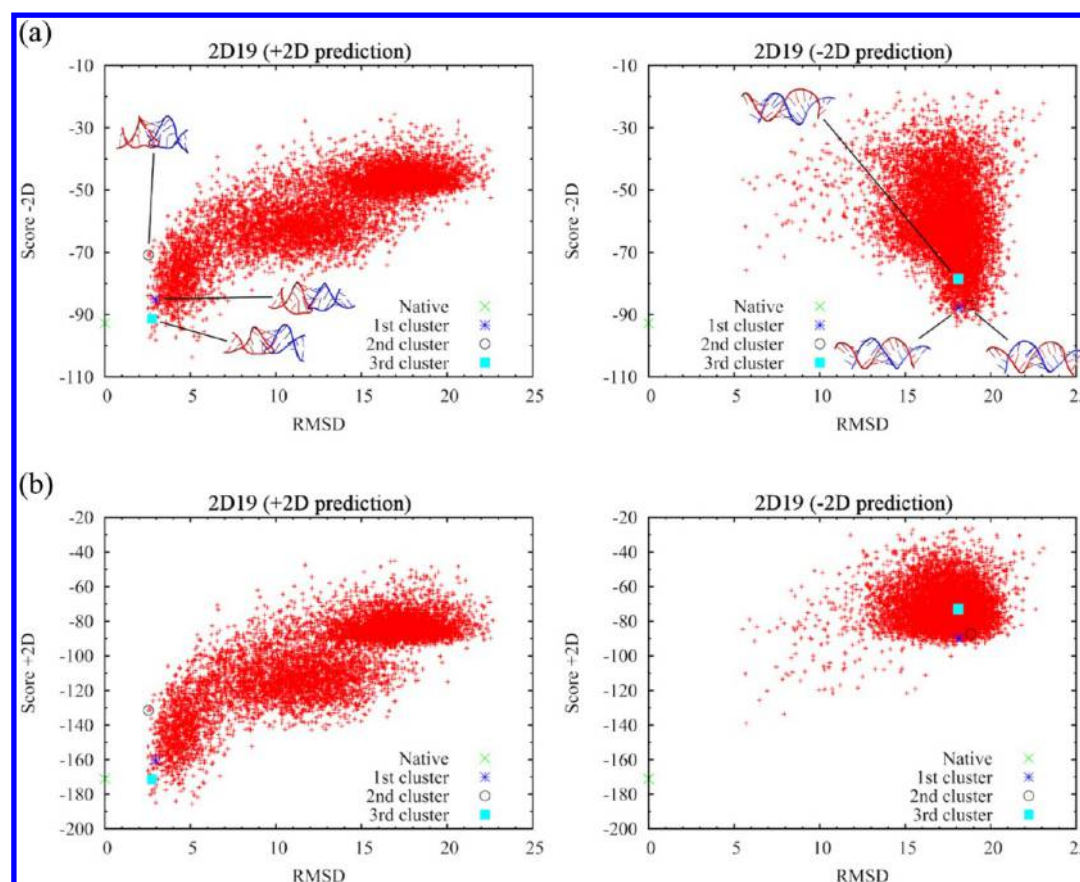 (a)
2D19 (+2D prediction)
Score -2D
-10
-30
-50
-70
-90
-110
Native
1st cluster
2nd cluster
3rd cluster
0 5 10 15 20 25
RMSD
2D19 (-2D prediction)
Score -2D
-10
-30
-50
-70
-90
-110
Native
1st cluster
2nd cluster
3rd cluster
0 5 10 15 20 25
RMSD
(b)
2D19 (+2D prediction)
Score +2D
-20
-40
-60
-80
-100
-120
-140
-160
-180
-200
Native
1st cluster
2nd cluster
3rd cluster
0 5 10 15 20 25
RMSD
2D19 (-2D prediction)
Score +2D
-20
-40
-60
-80
-100
-120
-140
-160
-180
-200
Native
1st cluster
2nd cluster
3rd cluster
0 5 10 15 20 25
RMSD